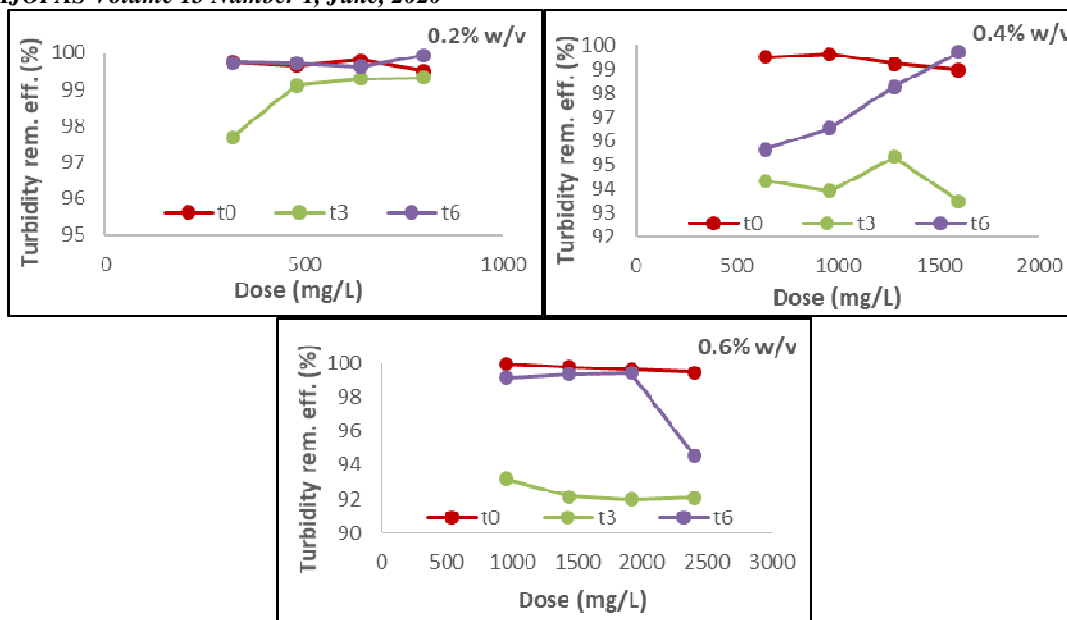 AJOPAS Volume 13 Number 1, June, 2020
0.2% w/v
Turbidity rem. eff. (%)
100
99
98
97
96
95
t0 t3 t6
0 500 1000
Dose (mg/L)
0.4% w/v
Turbidity rem. eff. (%)
100
99
98
97
96
95
94
93
92
t0 t3 t6
0 500 1000 1500 2000
Dose (mg/L)
0.6% w/v
Turbidity rem. eff. (%)
100
98
96
94
92
90
t0 t3 t6
0 500 1000 1500 2000 2500 3000
Dose (mg/L)